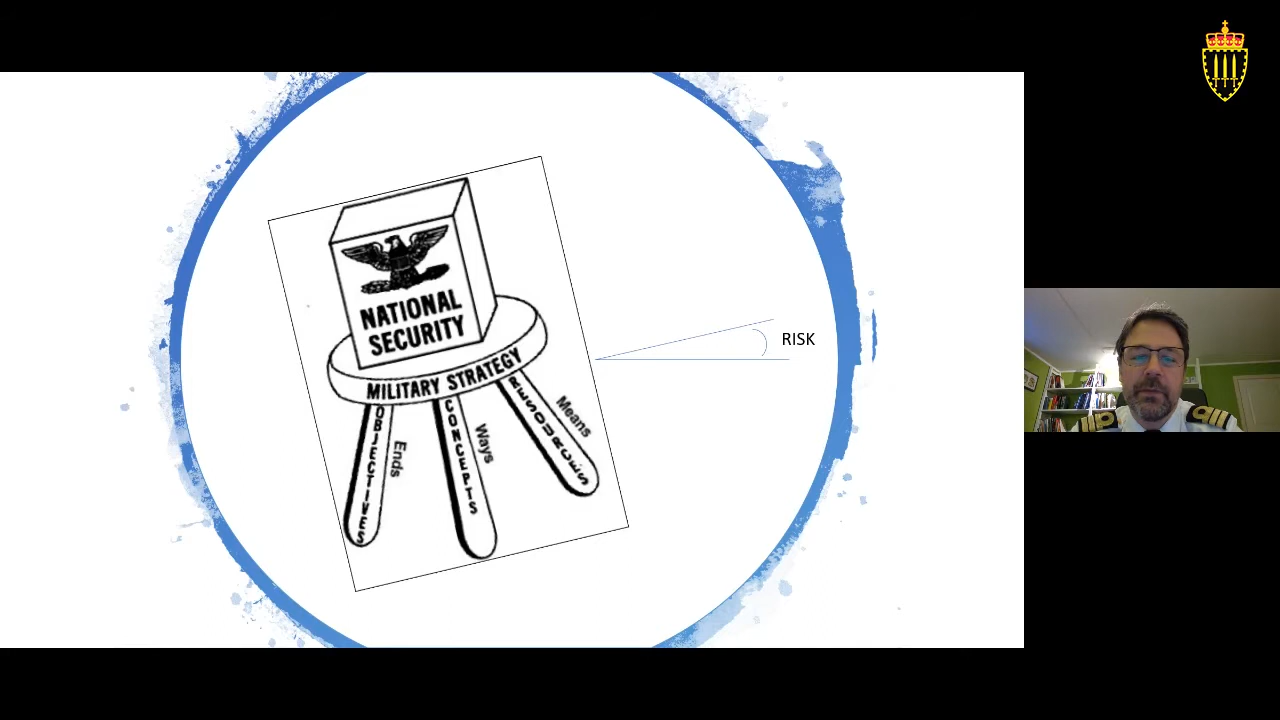 NATIONAL
SECURITY
MILITARY STRATEGY
OBJECTIVES
Ends
CONCEPTS
Ways
RESOURCES
Means
RISK